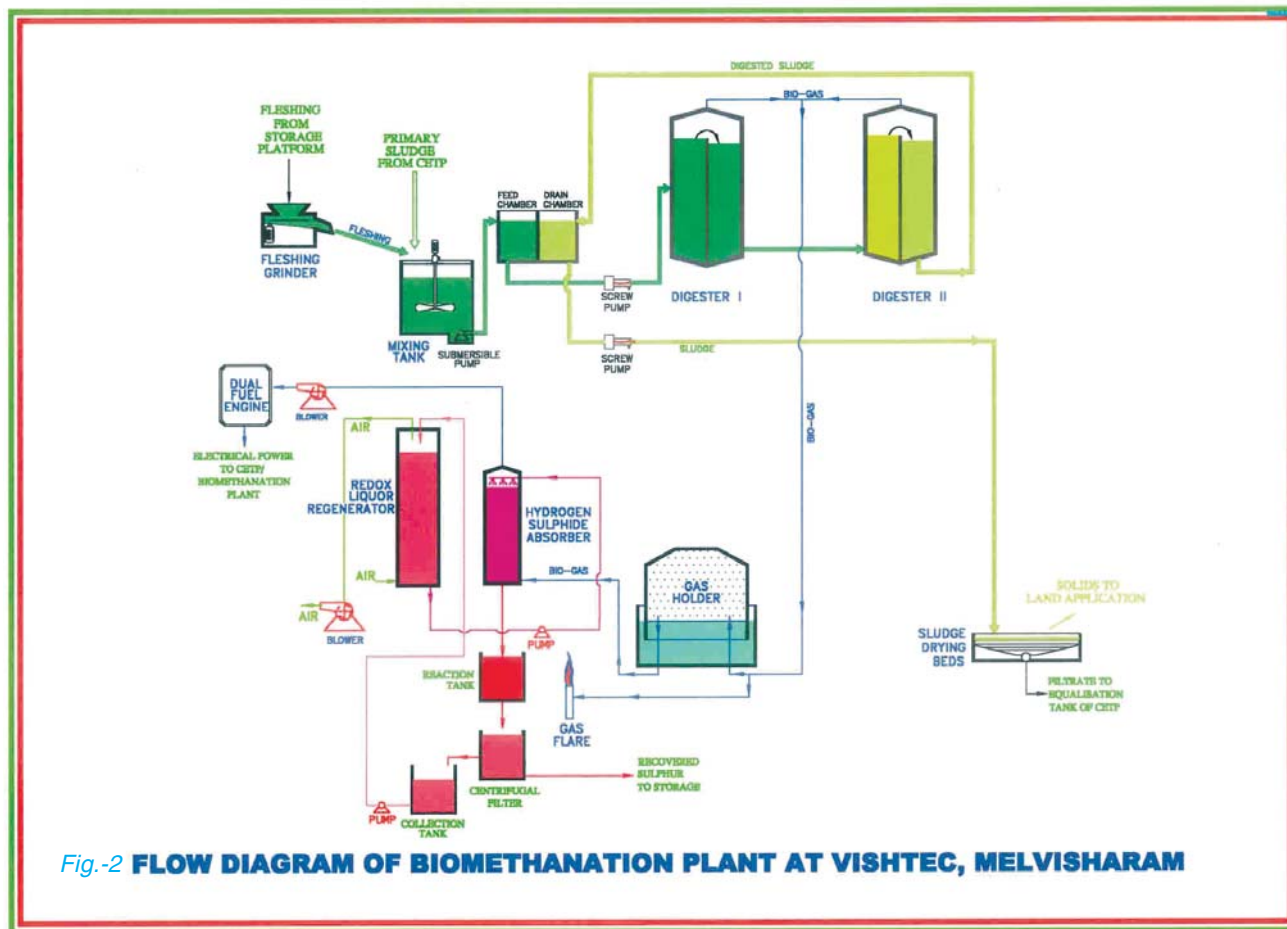 DIGESTED SLUDGE
BIO-GAS
FLESHING
FROM
STORAGE
PLATFORM
PRIMARY
SLUDGE
FROM CETP
FEED
CHAMBER
DRAIN
CHAMBER
FLESHING
FLESHING
GRINDER
MIXING
TANK
SUBMERSIBLE
PUMP
SCREW
PUMP
DIGESTER I
DIGESTER II
SCREW
PUMP
SLUDGE
DUAL
FUEL
ENGINE
BLOWER
AIR
ELECTRICAL POWER
TO CETP/
BIOMETHANATION
PLANT
REDOX
LIQUOR
REGENERATOR
HYDROGEN
SULPHIDE
ABSORBER
BIO-GAS
BIO-GAS
AIR
AIR
BLOWER
PUMP
GAS
HOLDER
SOLIDS TO
LAND APPLICATION
SLUDGE
DRYING
BEDS
FILTRATE TO
EQUALISATION
TANK OF CETP
REACTION
TANK
GAS
FLARE
CENTRIFUGAL
FILTER
RECOVERED
SULPHUR
TO STORAGE
PUMP
COLLECTION
TANK
Fig.-2 FLOW DIAGRAM OF BIOMETHANATION PLANT AT VISHTEC, MELVISHARAM